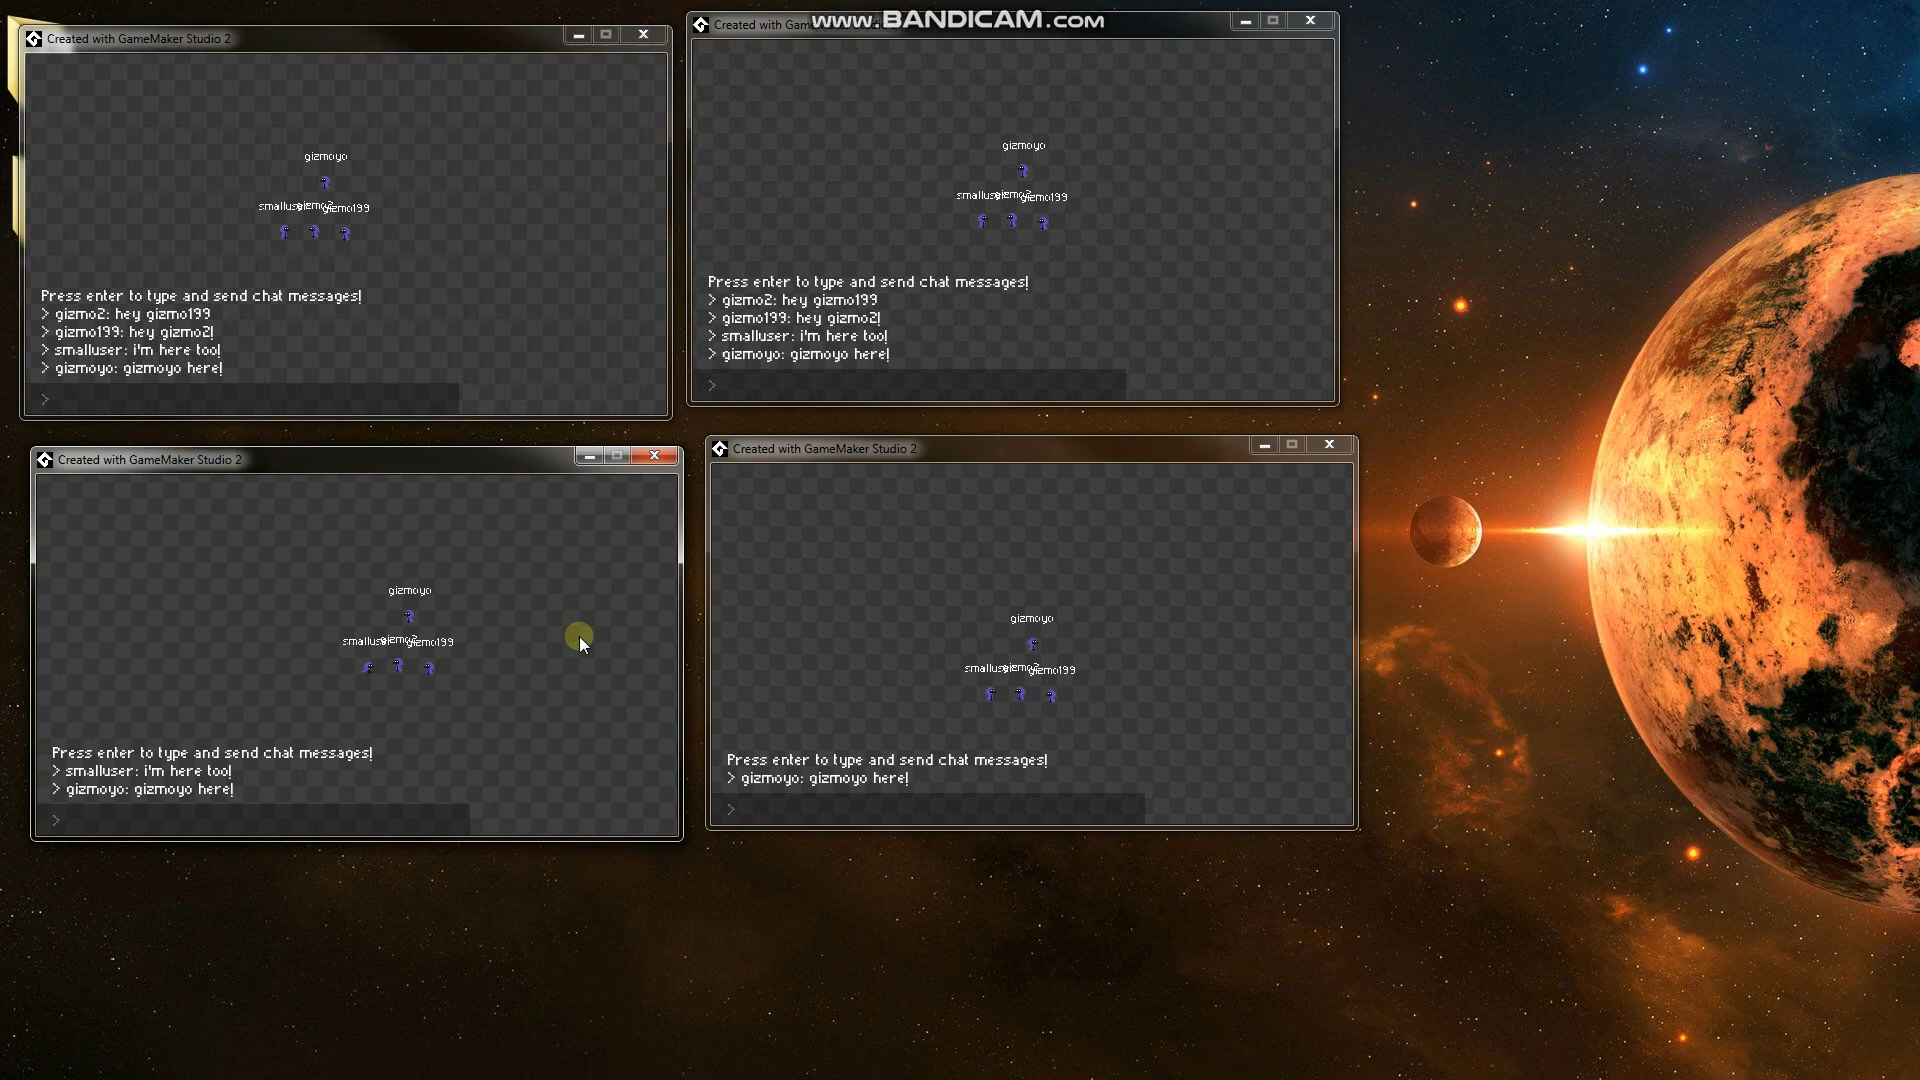 www.BANDICAM.com
Created with GameMaker Studio 2
gizmoyo
gizmo199
Press enter to type and send chat messages!
> gizmo2: hey gizmo199
> gizmo199: hey gizmo2!
> smalluser: i'm here too!
> gizmoyo: gizmoyo here!
>
Created with
gizmoyo
gizmo199
Press enter to type and send chat messages!
> gizmo2: hey gizmo199
> gizmo199: hey gizmo2!
> smalluser: i'm here too!
> gizmoyo: gizmoyo here!
>
Created with GameMaker Studio 2
gizmoyo
gizmo199
Press enter to type and send chat messages!
> smalluser: i'm here too!
> gizmoyo: gizmoyo here!
>
Created with GameMaker Studio 2
gizmoyo
gizmo199
Press enter to type and send chat messages!
> gizmoyo: gizmoyo here!
>